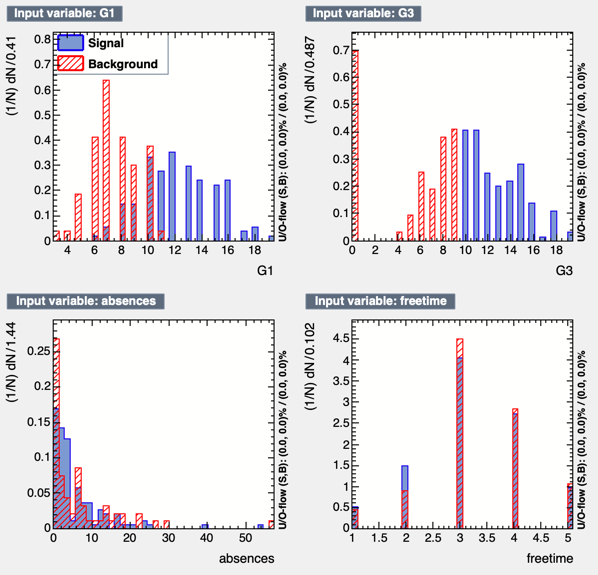 Input variable: G1
(1/N) dN / 0.41
0.8
0.7
0.6
0.5
0.4
0.3
0.2
0.1
0
Signal
Background
4 6 8 10 12 14 16 18
G1
U/O-flow (S,B): (0.0, 0.0)% / (0.0, 0.0)%
Input variable: G3
(1/N) dN / 0.487
0.7
0.6
0.5
0.4
0.3
0.2
0.1
0
0 2 4 6 8 10 12 14 16 18
G3
U/O-flow (S,B): (0.0, 0.0)% / (0.0, 0.0)%
Input variable: absences
(1/N) dN / 1.44
0.25
0.2
0.15
0.1
0.05
0
0 10 20 30 40 50
absences
U/O-flow (S,B): (0.0, 0.0)% / (0.0, 0.0)%
Input variable: freetime
(1/N) dN / 0.102
4.5
4
3.5
3
2.5
2
1.5
1
0.5
0
1 1.5 2 2.5 3 3.5 4 4.5 5
freetime
U/O-flow (S,B): (0.0, 0.0)% / (0.0, 0.0)%